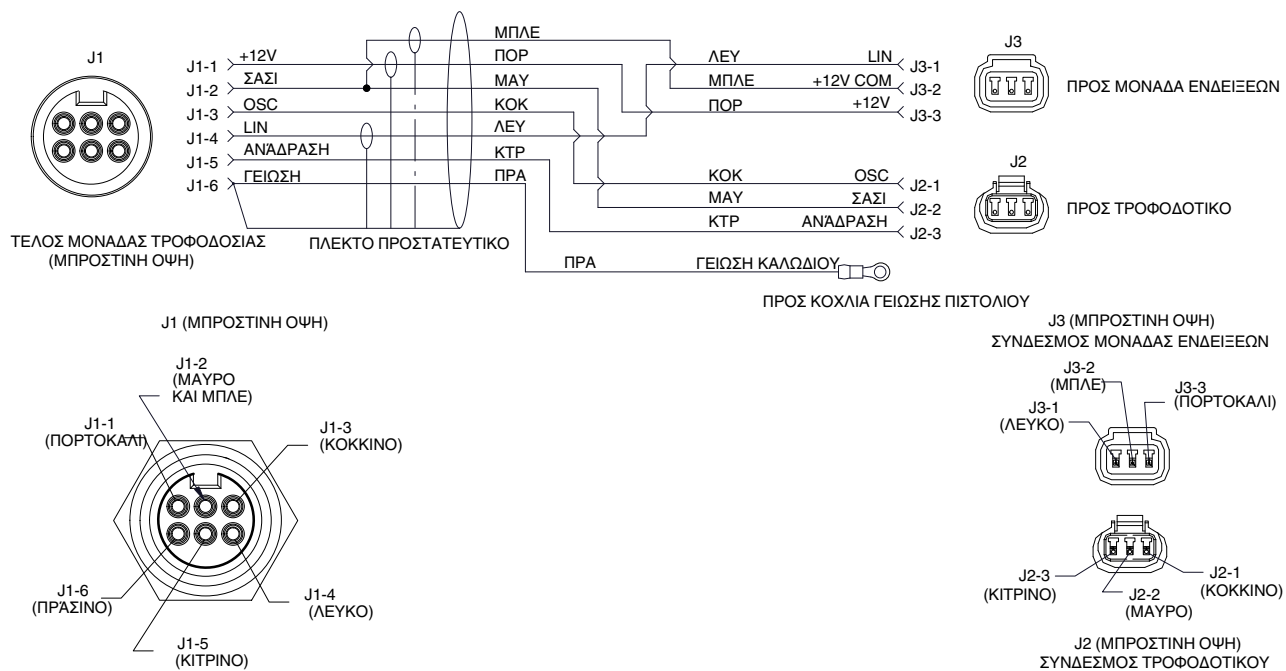 J1
J1-1
+12V
ΠΟΡ
J1-2
ΣΑΣΙ
ΜΑΥ
ΜΠΛΕ
J1-3
OSC
ΚΟΚ
J1-4
LIN
ΛΕΥ
J1-5
ΑΝΆΔΡΑΣΗ
ΚΤΡ
J1-6
ΓΕΙΩΣΗ
ΠΡΑ
ΛΕΥ
LIN
J3-1
ΜΠΛΕ
+12V COM
J3-2
ΠΟΡ
+12V
J3-3
J3
ΠΡΟΣ ΜΟΝΑΔΑ ΕΝΔΕΙΞΕΩΝ
ΚΟΚ
OSC
J2-1
ΜΑΥ
ΣΑΣΙ
J2-2
ΚΤΡ
ΑΝΆΔΡΑΣΗ
J2-3
J2
ΠΡΟΣ ΤΡΟΦΟΔΟΤΙΚΟ
ΤΕΛΟΣ ΜΟΝΑΔΑΣ ΤΡΟΦΟΔΟΣΙΑΣ
(ΜΠΡΟΣΤΙΝΗ ΟΨΗ)
ΠΛΕΚΤΟ ΠΡΟΣΤΑΤΕΥΤΙΚΟ
ΠΡΑ
ΓΕΙΩΣΗ ΚΑΛΩΔΙΟΥ
ΠΡΟΣ ΚΟΧΛΙΑ ΓΕΙΩΣΗΣ ΠΙΣΤΟΛΙΟΥ
J1 (ΜΠΡΟΣΤΙΝΗ ΟΨΗ)
J1-2
(ΜΑΥΡΟ
ΚΑΙ ΜΠΛΕ)
J1-1
(ΠΟΡΤΟΚΑΛΙ)
J1-3
(ΚΟΚΚΙΝΟ)
J1-6
(ΠΡΆΣΙΝΟ)
J1-4
(ΛΕΥΚΟ)
J1-5
(ΚΙΤΡΙΝΟ)
J3 (ΜΠΡΟΣΤΙΝΗ ΟΨΗ)
ΣΥΝΔΕΣΜΟΣ ΜΟΝΑΔΑΣ ΕΝΔΕΙΞΕΩΝ
J3-2
(ΜΠΛΕ)
J3-3
(ΠΟΡΤΟΚΑΛΙ)
J3-1
(ΛΕΥΚΟ)
J2-3
(ΚΙΤΡΙΝΟ)
J2-2
(ΜΑΥΡΟ)
J2-1
(ΚΟΚΚΙΝΟ)
J2 (ΜΠΡΟΣΤΙΝΗ ΟΨΗ)
ΣΥΝΔΕΣΜΟΣ ΤΡΟΦΟΔΟΤΙΚΟΥ